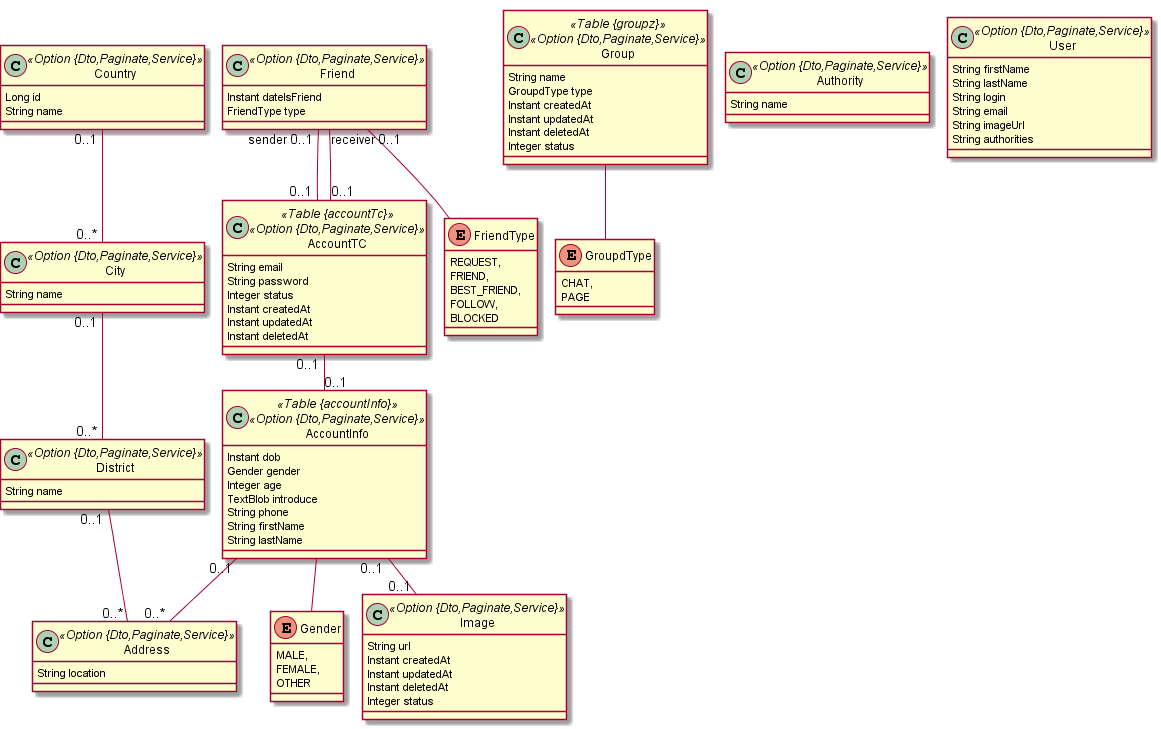 C
«Option {Dto,Paginate,Service}»
Country
Long id
String name
C
«Option {Dto,Paginate,Service}»
Friend
Instant dateIsFriend
FriendType type
C
«Table {groupz}»
«Option {Dto,Paginate,Service}»
Group
String name
GroupdType type
Instant createdAt
Instant updatedAt
Instant deletedAt
Integer status
C
«Option {Dto,Paginate,Service}»
Authority
String name
C
«Option {Dto,Paginate,Service}»
User
String firstName
String lastName
String login
String email
String imageUrl
String authorities
0..1
0..*
sender 0..1
receiver 0..1
0..1
0..1
C
«Option {Dto,Paginate,Service}»
City
String name
C
«Table {accountTc}»
«Option {Dto,Paginate,Service}»
AccountTC
String email
String password
Integer status
Instant createdAt
Instant updatedAt
Instant deletedAt
E
FriendType
REQUEST,
FRIEND,
BEST_FRIEND,
FOLLOW,
BLOCKED
E
GroupdType
CHAT,
PAGE
0..1
0..*
0..1
0..1
C
«Option {Dto,Paginate,Service}»
District
String name
C
«Table {accountInfo}»
«Option {Dto,Paginate,Service}»
AccountInfo
Instant dob
Gender gender
Integer age
TextBlob introduce
String phone
String firstName
String lastName
0..1
0..*
0..1
0..*
0..1
0..1
C
«Option {Dto,Paginate,Service}»
Address
String location
E
Gender
MALE,
FEMALE,
OTHER
C
«Option {Dto,Paginate,Service}»
Image
String url
Instant createdAt
Instant updatedAt
Instant deletedAt
Integer status